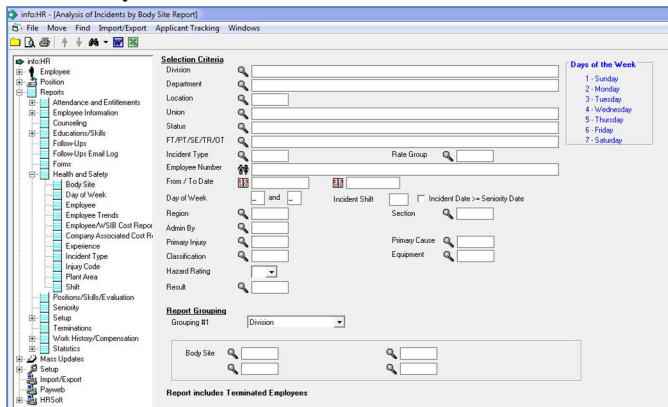 info:HR - [Analysis of Incidents by Body Site Report]
File Move Find Import/Export Applicant Tracking Windows
info:HR
Employee
Position
Reports
Attendance and Entitlements
Employee Information
Counseling
Educations/Skills
Follow-Ups
Follow-Ups Email Log
Forms
Health and Safety
Body Site
Day of Week
Employee
Employee Trends
Employee/WSIB Cost Repor
Company Associated Cost R
Experience
Incident Type
Injury Code
Plant Area
Shift
Positions/Skills/Evaluation
Seniority
Setup
Terminations
Work History/Compensation
Statistics
Mass Updates
Setup
Import/Export
Payweb
HRSoft
Selection Criteria
Division
Department
Location
Union
Status
FT/PT/SE/TR/OT
Incident Type Rate Group
Employee Number
From / To Date
Day of Week _ and _ Incident Shift Incident Date >= Seniority Date
Region Section
Admin By
Primary Injury Primary Cause
Classification Equipment
Hazard Rating
Result
Report Grouping
Grouping #1 Division
Body Site
Report includes Terminated Employees
Days of the Week
1 - Sunday
2 - Monday
3 - Tuesday
4 - Wednesday
5 - Thursday
6 - Friday
7 - Saturday